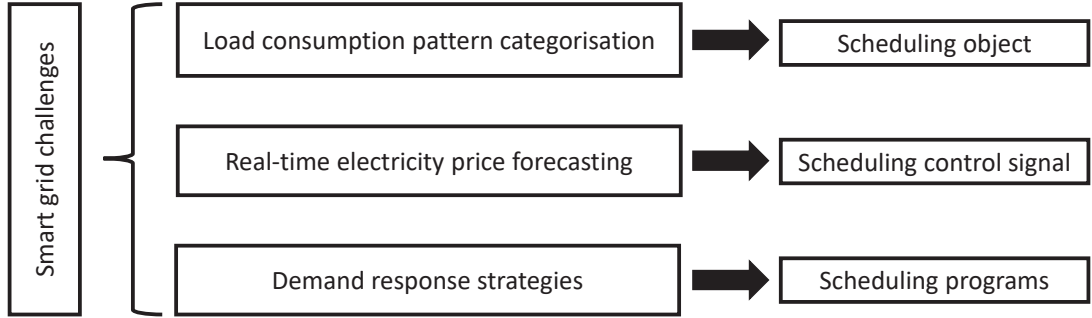 Smart grid challenges
Load consumption pattern categorisation
Scheduling object
Real-time electricity price forecasting
Scheduling control signal
Demand response strategies
Scheduling programs